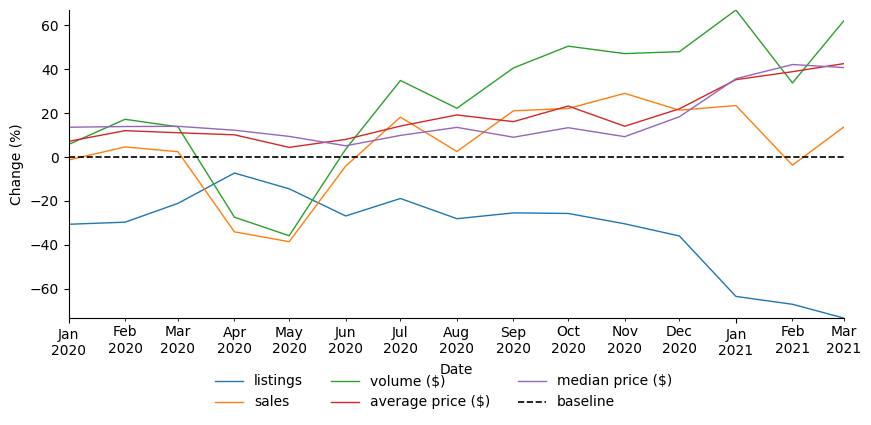 60
40
20
0
−20
−40
−60
Change (%)
Jan Feb Mar Apr May Jun Jul Aug Sep Oct Nov Dec Jan Feb Mar
2020 2020 2020 2020 2020 2020 2020 2020 2020 2020 2020 2020 2021 2021 2021
Date
listings volume ($) median price ($)
sales average price ($) baseline